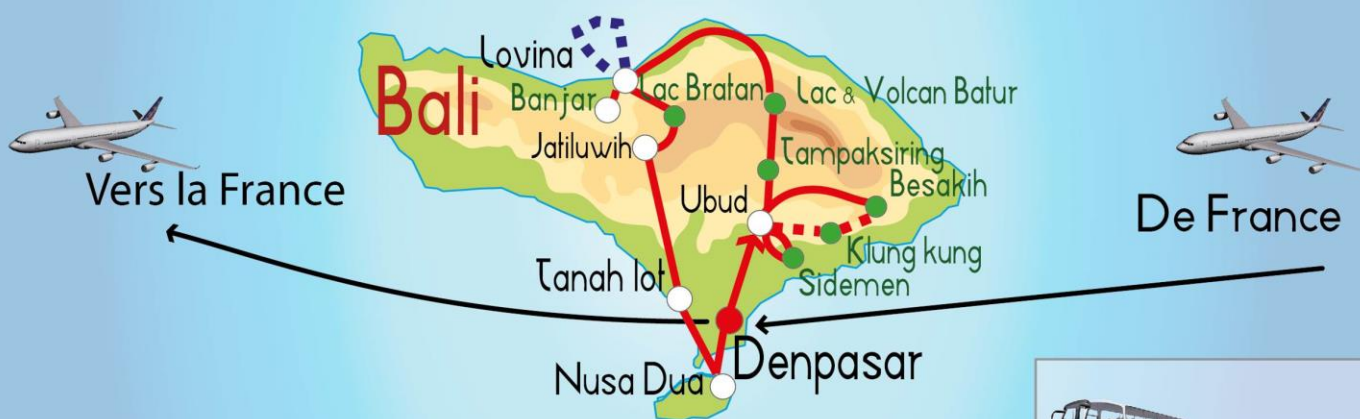 Lovina
Bali
Banjar
Lac Bratan
Lac & Volcan Batur
Jatiluwih
Tampaksiring
Besakih
Vers la France
Ubud
De France
Klung kung
Sidemen
Tanah lot
Denpasar
Nusa Dua